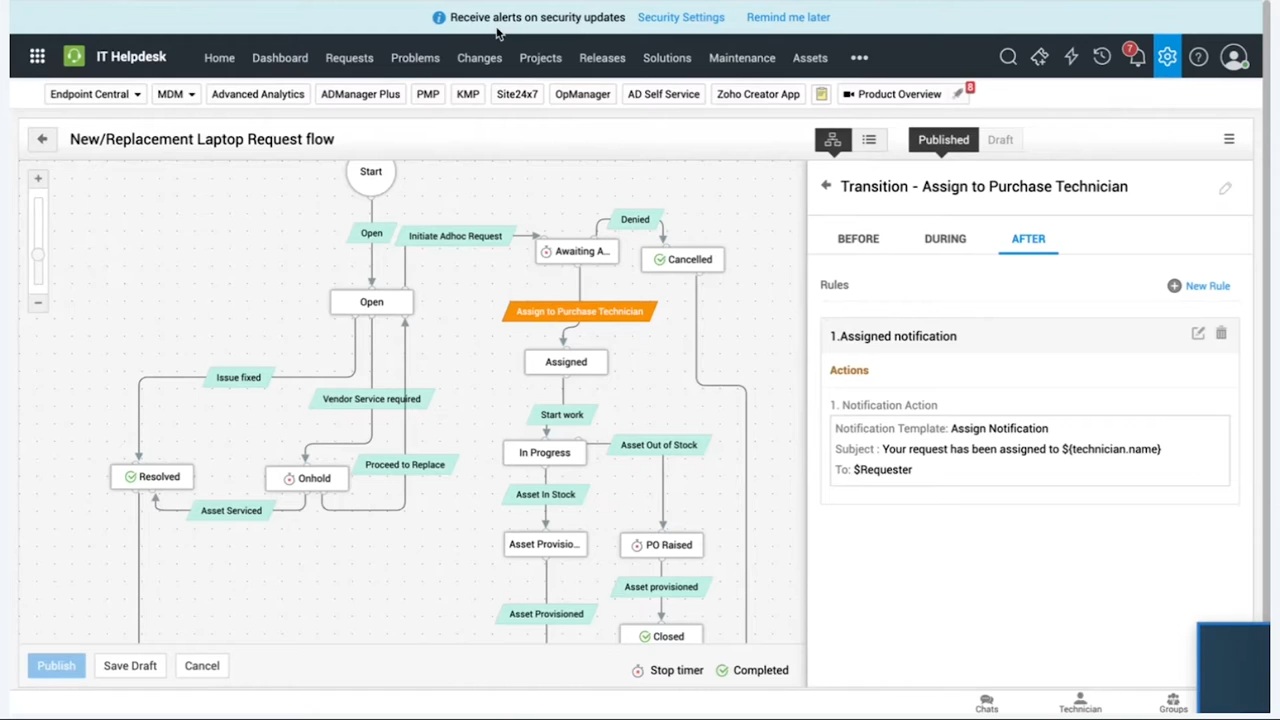 Receive alerts on security updates Security Settings Remind me later
IT Helpdesk Home Dashboard Requests Problems Changes Projects Releases Solutions Maintenance Assets 7
Endpoint Central MDM Advanced Analytics ADManager Plus PMP KMP Site24x7 OpManager AD Self Service Zoho Creator App Product Overview 8
New/Replacement Laptop Request flow Published Draft
Start
Transition - Assign to Purchase Technician
Denied
Open Initiate Adhoc Request
BEFORE DURING AFTER
Awaiting A... Cancelled
Rules New Rule
Open
Assign to Purchase Technician
1.Assigned notification
Assigned
Actions
Issue fixed
Vendor Service required
1. Notification Action
Start work
Notification Template: Assign Notification
In Progress Asset Out of Stock
Subject : Your request has been assigned to ${technician.name}
Proceed to Replace
To: $Requester
Resolved Onhold
Asset In Stock
Asset Serviced
Asset Provisio... PO Raised
Asset provisioned
Asset Provisioned
Closed
Publish Save Draft Cancel Stop timer Completed
Chats Technician Groups